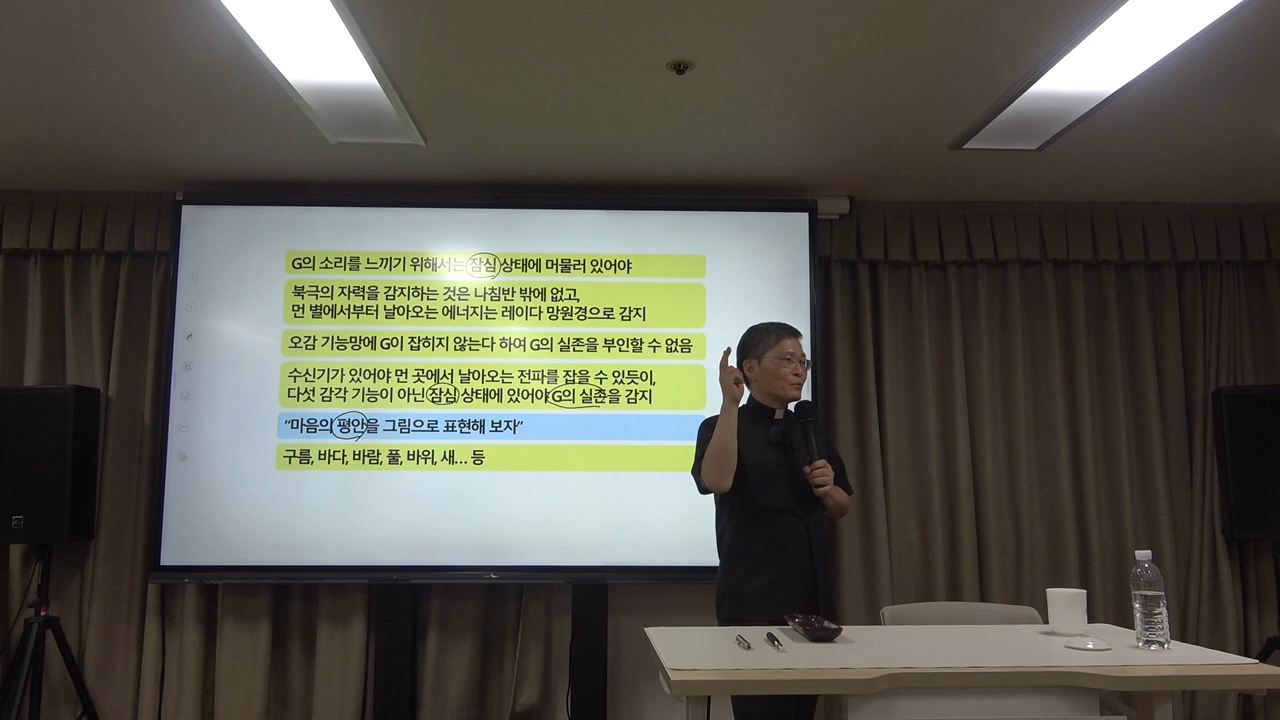 G의 소리를 느끼기 위해서는 잠심 상태에 머물러 있어야
북극의 자력을 감지하는 것은 나침반 밖에 없고,
먼 별에서부터 날아오는 에너지는 레이다 망원경으로 감지
오감 기능망에 G이 잡히지 않는다 하여 G의 실존을 부인할 수 없음
수신기가 있어야 먼 곳에서 날아오는 전파를 잡을 수 있듯이,
다섯 감각 기능이 아닌 잠심 상태에 있어야 G의 실존을 감지
“마음의 평안을 그림으로 표현해 보자”
구름, 바다, 바람, 풀, 바위, 새... 등